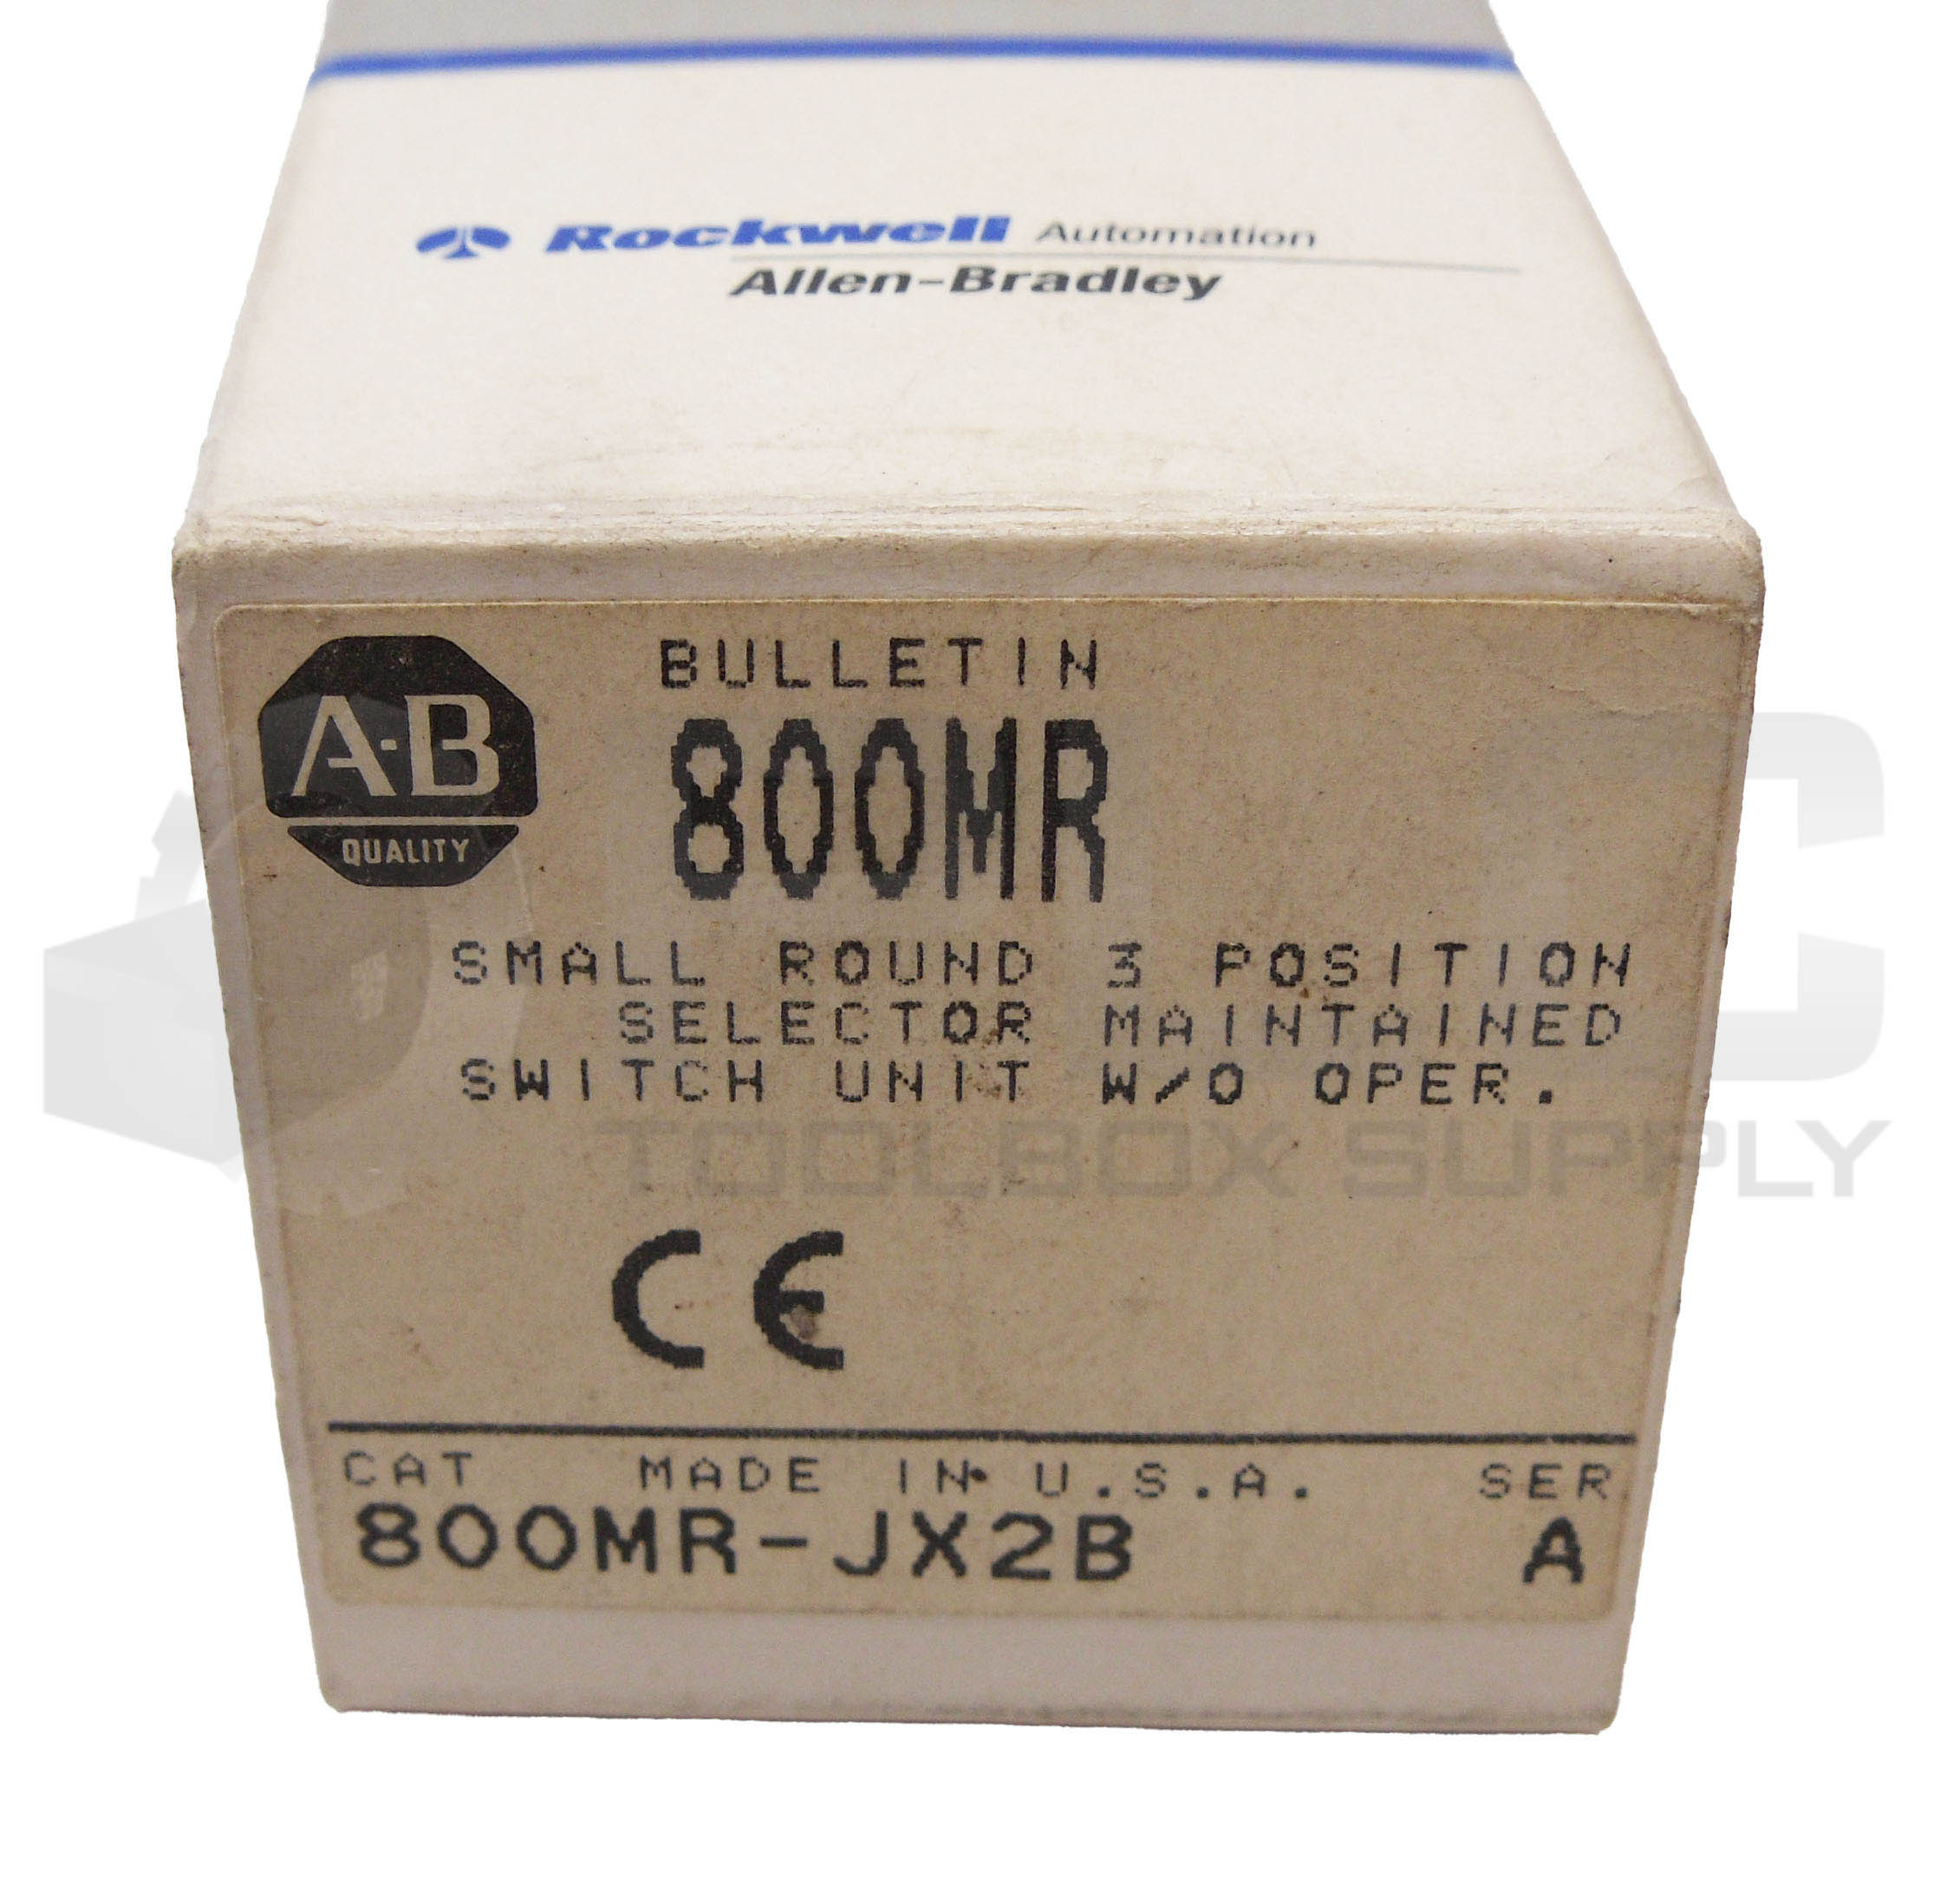 Rockwell Automation
Allen-Bradley
A-B
QUALITY
BULLETIN
800MR
SMALL ROUND 3 POSITION
SELECTOR MAINTAINED
SWITCH UNIT W/O OPER.
TOOLBOX SUPPLY
CE
CAT MADE IN U.S.A. SER
800MR-JX2B A